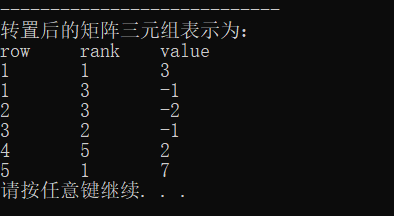 ----------------------------
转置后的矩阵三元组表示为:
row rank value
1 1 3
1 3 -1
2 3 -2
3 2 -1
4 5 2
5 1 7
请按任意键继续. . .